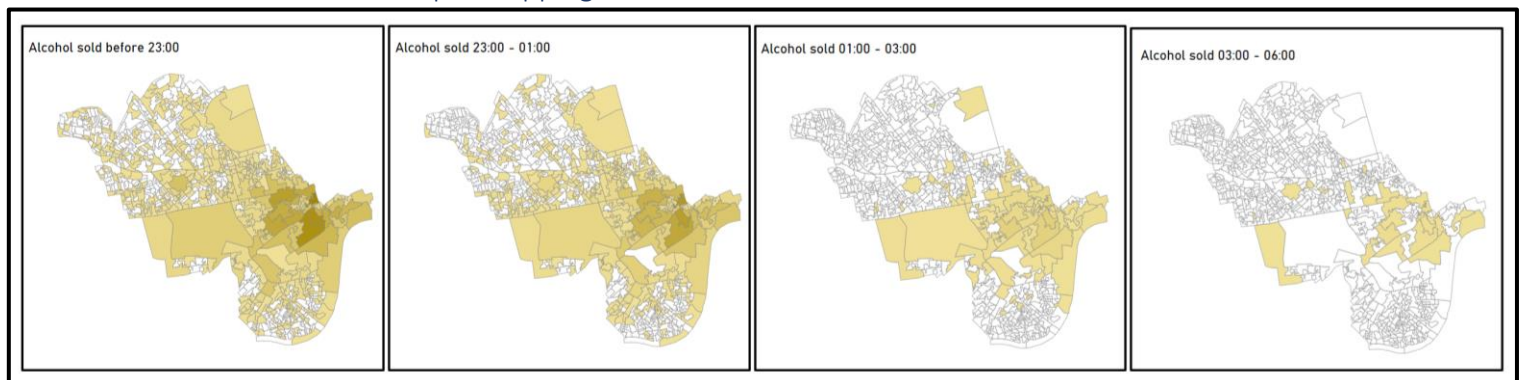 Alcohol sold before 23:00
Alcohol sold 23:00 - 01:00
Alcohol sold 01:00 - 03:00
Alcohol sold 03:00 - 06:00